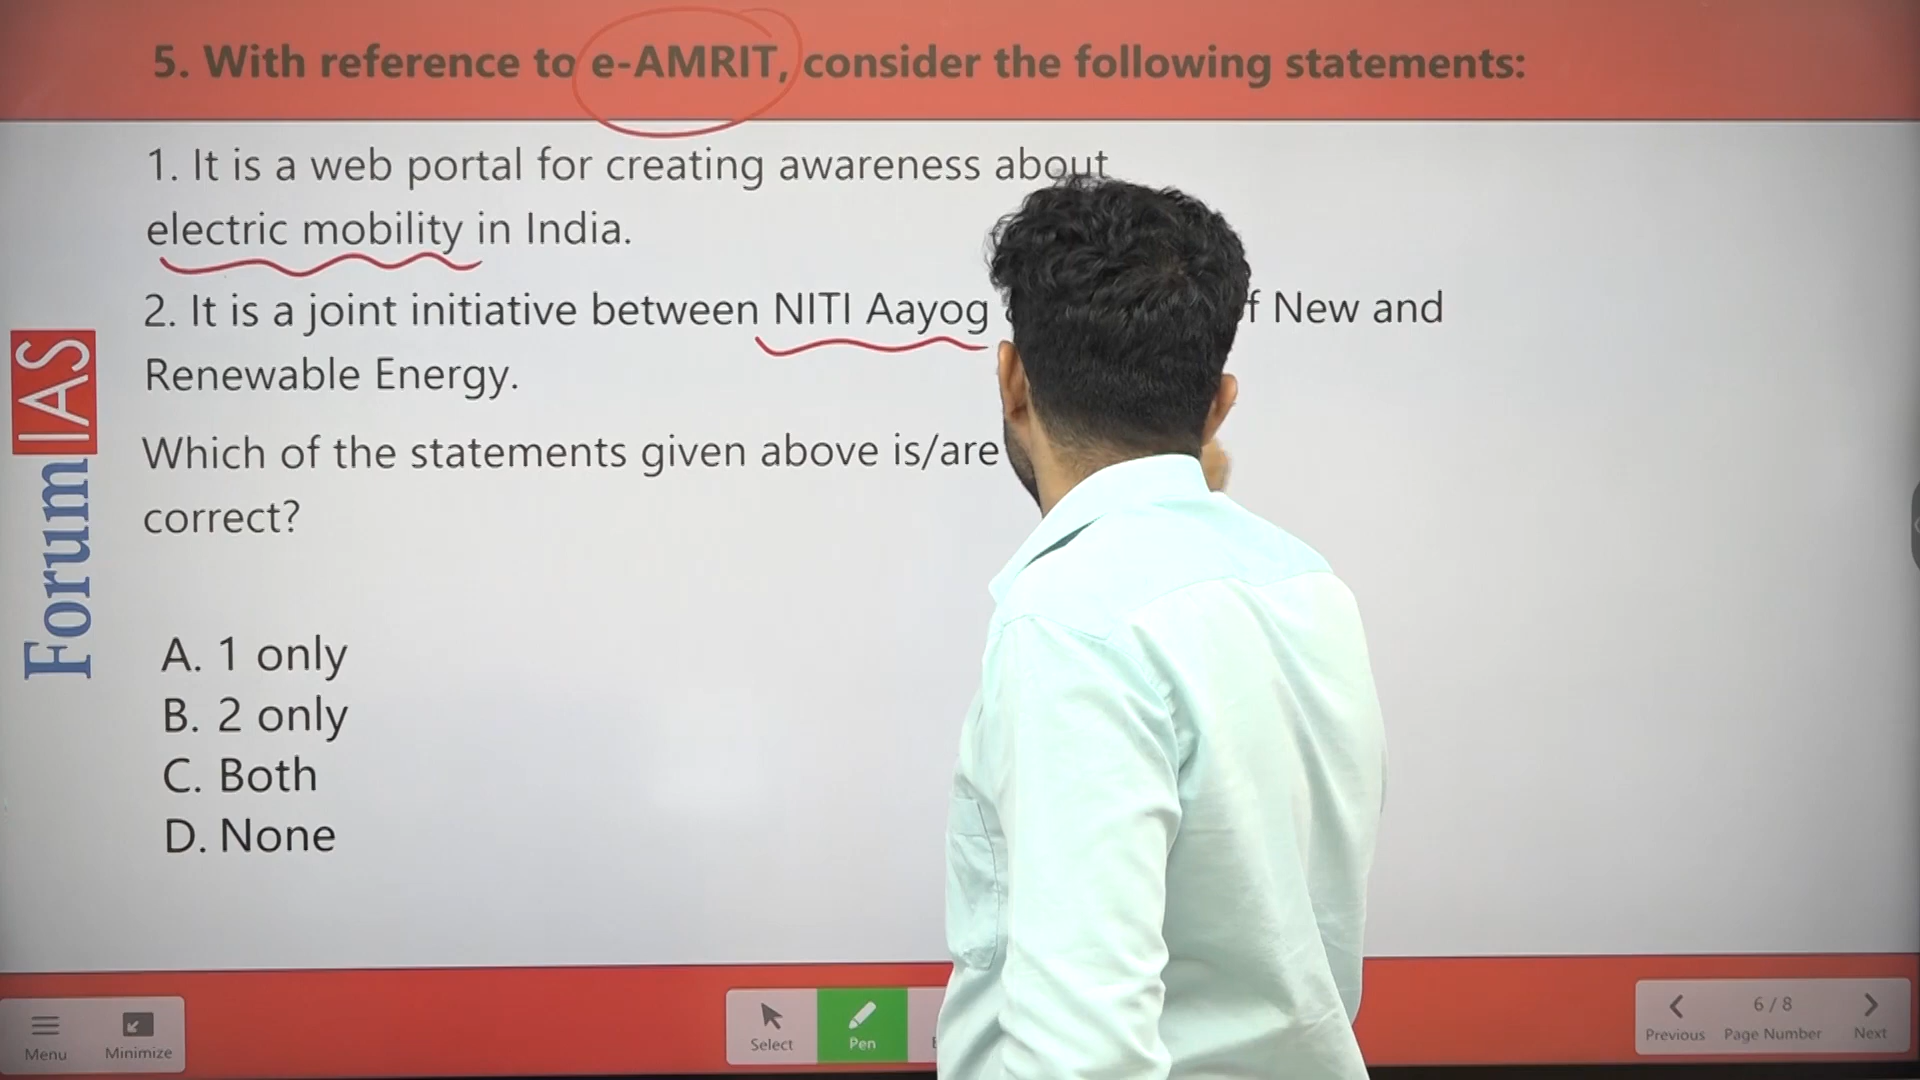 5. With reference to e-AMRIT, consider the following statements:
1. It is a web portal for creating awareness about
electric mobility in India.
2. It is a joint initiative between NITI Aayog f New and
Renewable Energy.
Which of the statements given above is/are
correct?
A. 1 only
B. 2 only
C. Both
D. None
Forum IAS
Menu
Minimize
Select
Pen
6 / 8
Previous
Page Number
Next